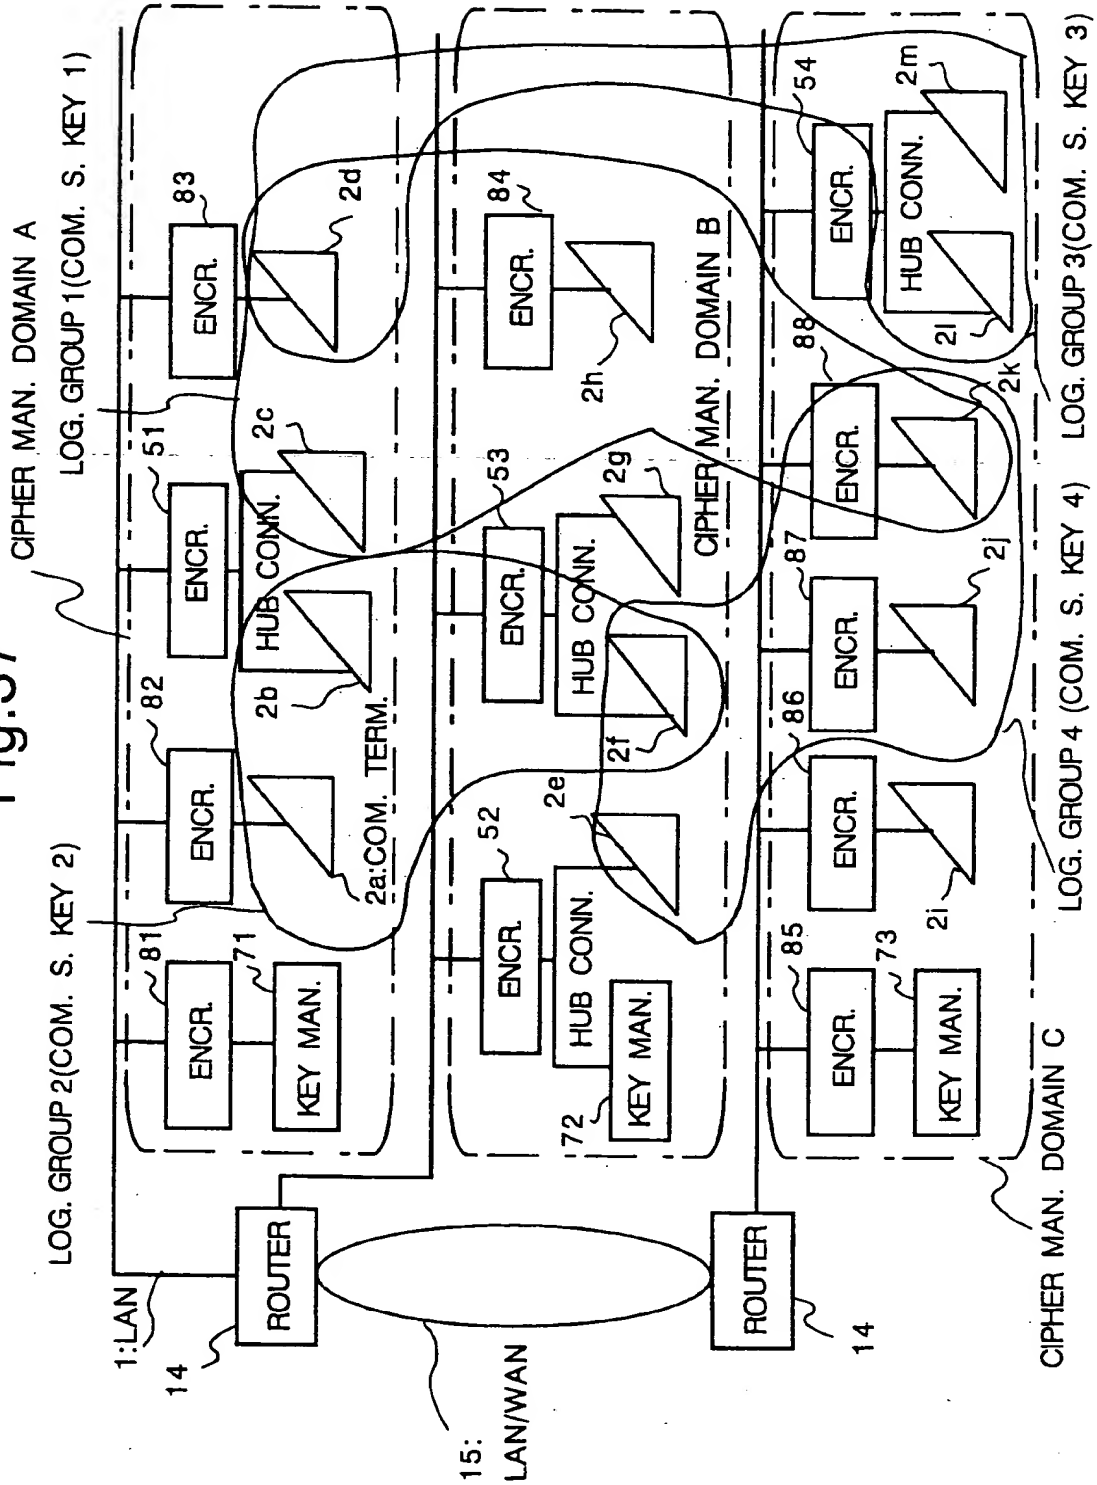 Fig.37
CIPHER MAN. DOMAIN A
LOG. GROUP 2(COM. S. KEY 2)
LOG. GROUP 1(COM. S. KEY 1)
1:LAN
14
ROUTER
15:
LAN/WAN
ROUTER
14
81
ENCR.
71
KEY MAN.
82
ENCR.
2a:COM. TERM.
51
ENCR.
HUB CONN.
2b
2c
83
ENCR.
2d
52
ENCR.
HUB CONN.
72
KEY MAN.
2e
53
ENCR.
HUB CONN.
2f
2g
84
ENCR.
2h
CIPHER MAN. DOMAIN B
85
ENCR.
73
KEY MAN.
86
ENCR.
2i
87
ENCR.
2j
88
ENCR.
2k
54
ENCR.
HUB CONN.
2l
2m
CIPHER MAN. DOMAIN C
LOG. GROUP 4 (COM. S. KEY 4)
LOG. GROUP 3(COM. S. KEY 3)